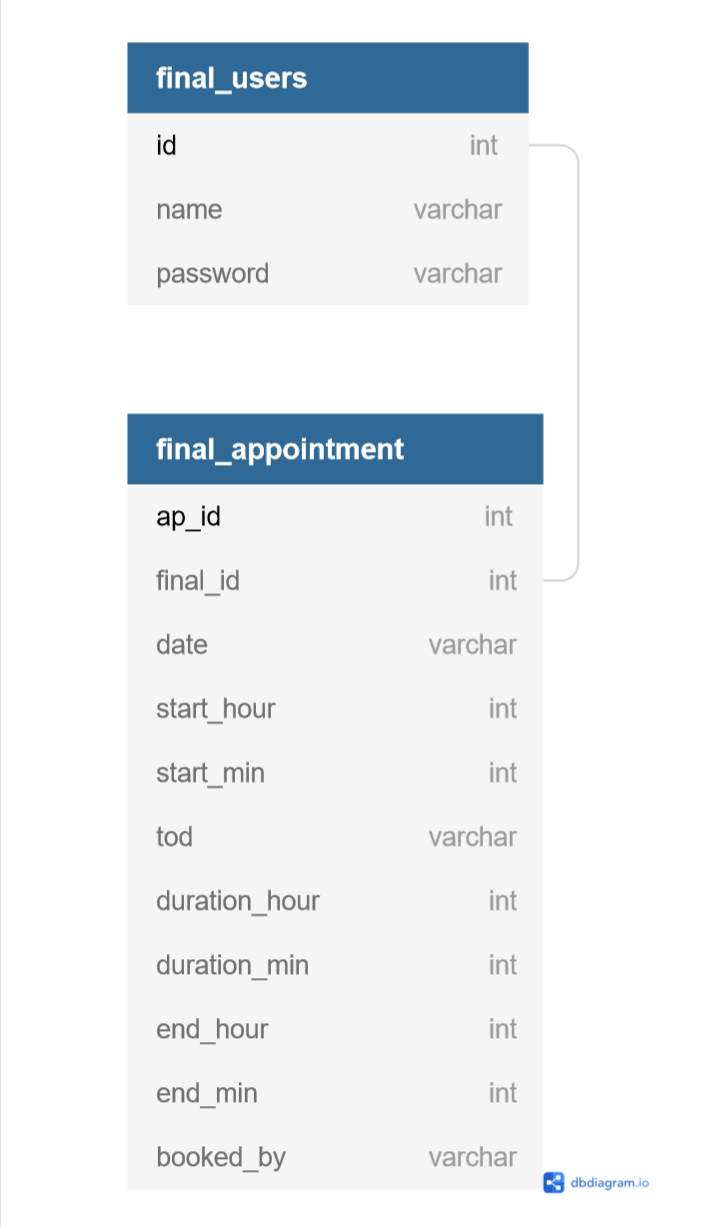 final_users
id int
name varchar
password varchar
final_appointment
ap_id int
final_id int
date varchar
start_hour int
start_min int
tod varchar
duration_hour int
duration_min int
end_hour int
end_min int
booked_by varchar
dbdiagram.io